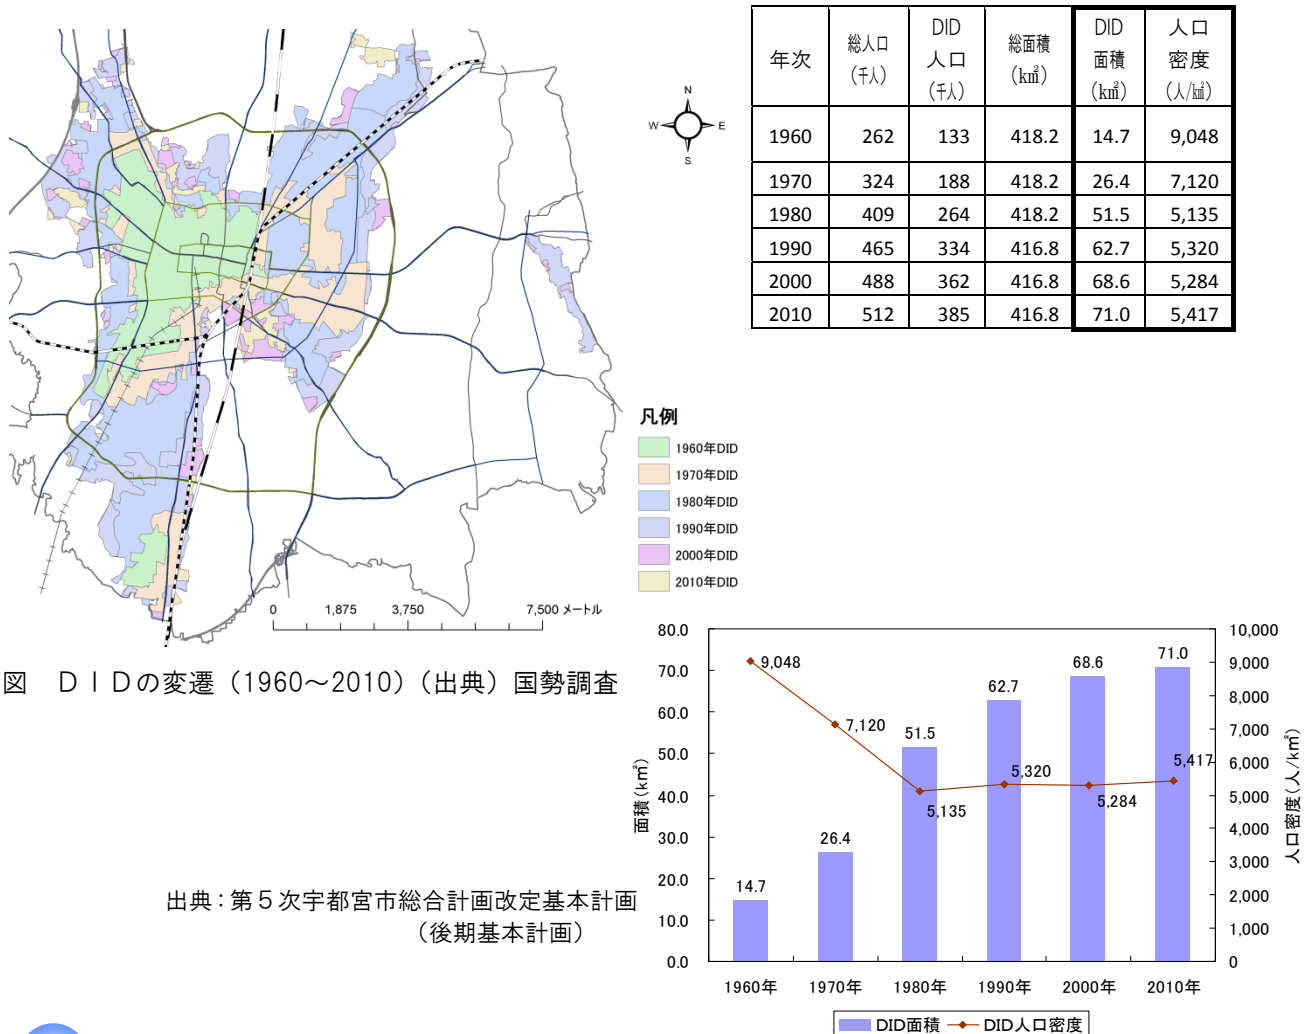 年次 総人口（千人） DID人口（千人） 総面積（k㎡） DID面積（k㎡） 人口密度（人/k㎡）
1960 262 133 418.2 14.7 9,048
1970 324 188 418.2 26.4 7,120
1980 409 264 418.2 51.5 5,135
1990 465 334 416.8 62.7 5,320
2000 488 362 416.8 68.6 5,284
2010 512 385 416.8 71.0 5,417
N
W E
S
凡例
1960年DID
1970年DID
1980年DID
1990年DID
2000年DID
2010年DID
0 1,875 3,750 7,500 メートル
図　ＤＩＤの変遷（1960～2010）（出典）国勢調査
出典：第５次宇都宮市総合計画改定基本計画
（後期基本計画）
面積(k㎡)
80.0
70.0
60.0
50.0
40.0
30.0
20.0
10.0
0.0
14.7
26.4
51.5
62.7
68.6
71.0
9,048
7,120
5,135
5,320
5,284
5,417
10,000
9,000
8,000
7,000
6,000
5,000
4,000
3,000
2,000
1,000
0
人口密度(人/k㎡)
1960年 1970年 1980年 1990年 2000年 2010年
DID面積 DID人口密度